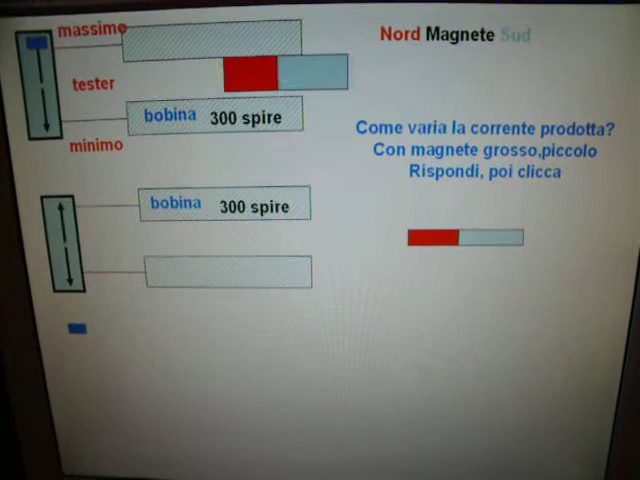 massimo
Nord Magnete Sud
tester
bobina 300 spire
minimo
Come varia la corrente prodotta?
Con magnete grosso,piccolo
Rispondi, poi clicca
bobina 300 spire